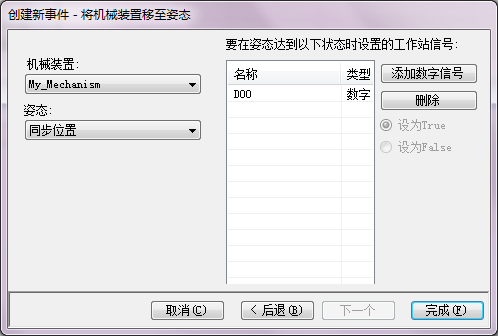 创建新事件 - 将机械装置移至姿态
机械装置:
My_Mechanism
姿态:
同步位置
要在姿态达到以下状态时设置的工作站信号:
名称 类型
DOO 数字
添加数字信号
删除
设为True
设为False
取消(C)
< 后退(B)
下一个
完成(F)